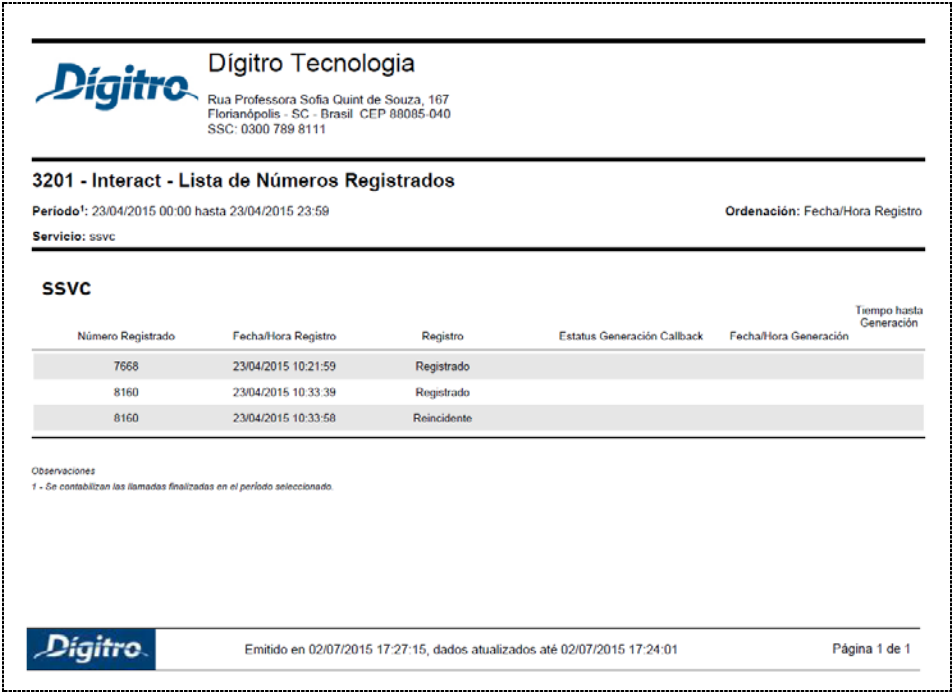 Dígitro
Dígitro Tecnologia
Rua Professora Sofia Quint de Souza, 167
Florianópolis - SC - Brasil CEP 88085-040
SSC: 0300 789 8111
3201 - Interact - Lista de Números Registrados
Período¹: 23/04/2015 00:00 hasta 23/04/2015 23:59 Ordenación: Fecha/Hora Registro
Servicio: ssvc
ssvc
Número Registrado Fecha/Hora Registro Registro Estatus Generación Callback Fecha/Hora Generación Tiempo hasta Generación
7668 23/04/2015 10:21:59 Registrado
8160 23/04/2015 10:33:39 Registrado
8160 23/04/2015 10:33:58 Reincidente
Observaciones
1 - Se contabilizan las llamadas finalizadas en el período seleccionado.
Dígitro Emitido en 02/07/2015 17:27:15, dados atualizados até 02/07/2015 17:24:01 Página 1 de 1